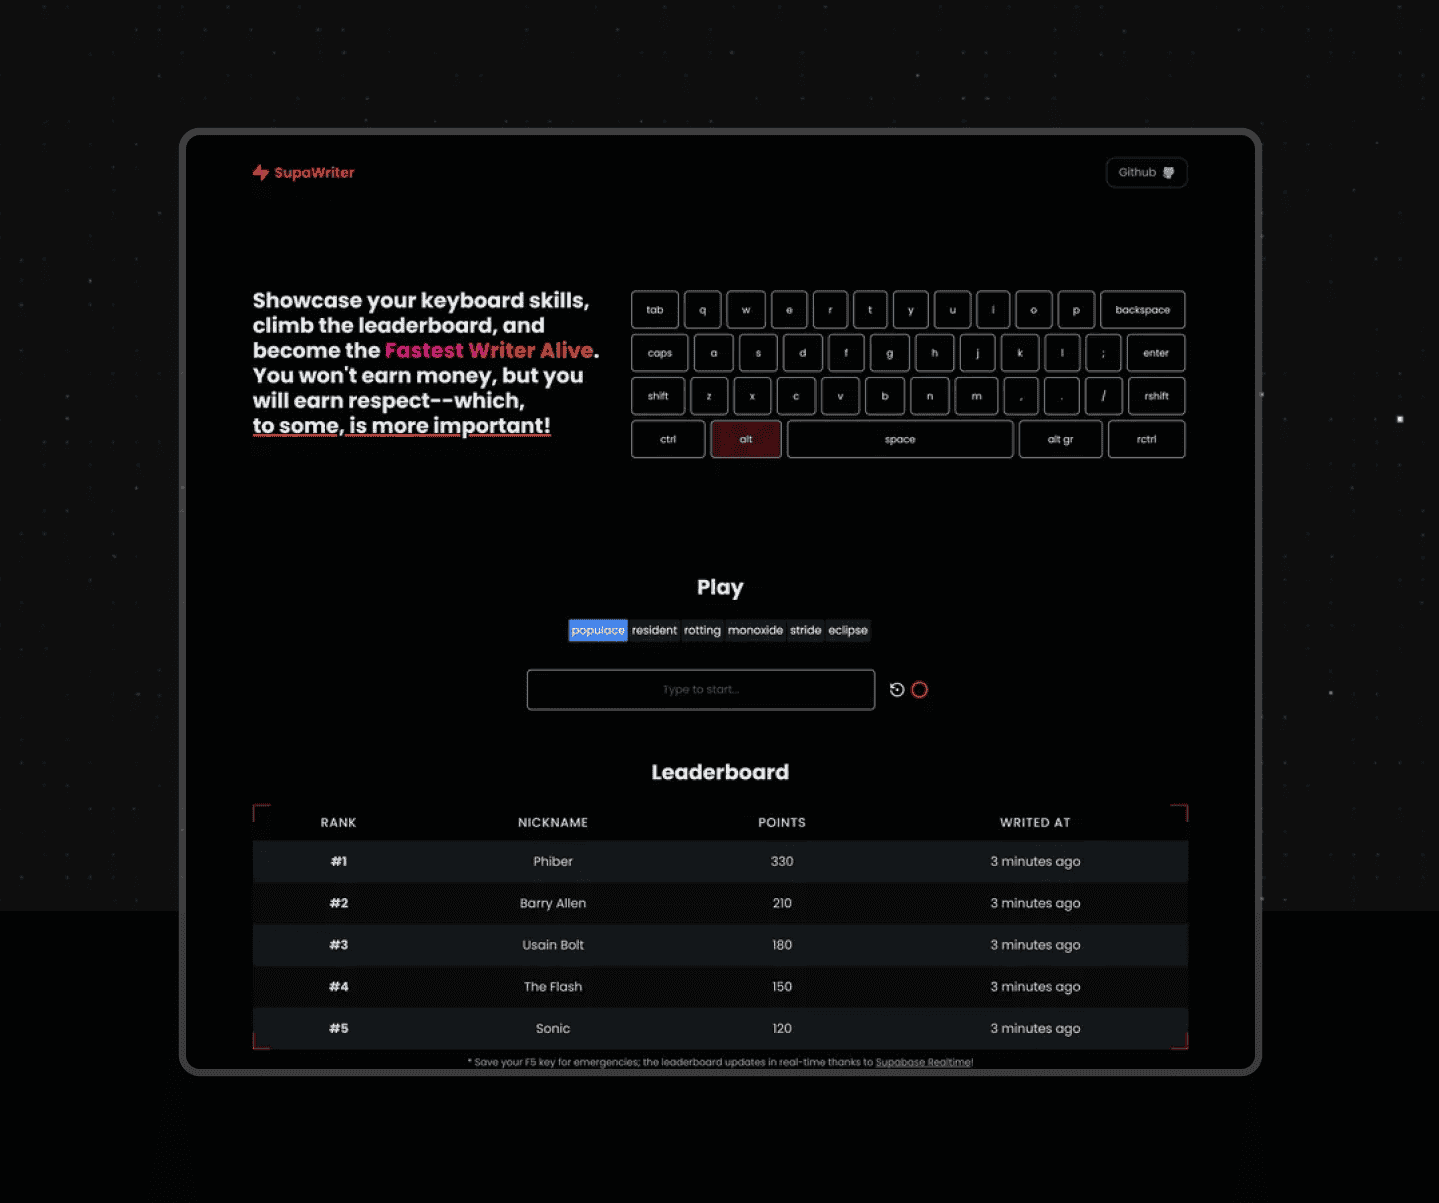 SupaWriter
Github
Showcase your keyboard skills,
climb the leaderboard, and
become the Fastest Writer Alive.
You won't earn money, but you
will earn respect--which,
to some, is more important!
tab q w e r t y u i o p backspace
caps a s d f g h j k l ; enter
shift z x c v b n m , . / rshift
ctrl alt space alt gr rctrl
Play
populace resident rotting monoxide stride eclipse
Type to start...
Leaderboard
RANK NICKNAME POINTS WRITED AT
#1 Phiber 330 3 minutes ago
#2 Barry Allen 210 3 minutes ago
#3 Usain Bolt 180 3 minutes ago
#4 The Flash 150 3 minutes ago
#5 Sonic 120 3 minutes ago
* Save your F5 key for emergencies; the leaderboard updates in real-time thanks to Supabase Realtime!